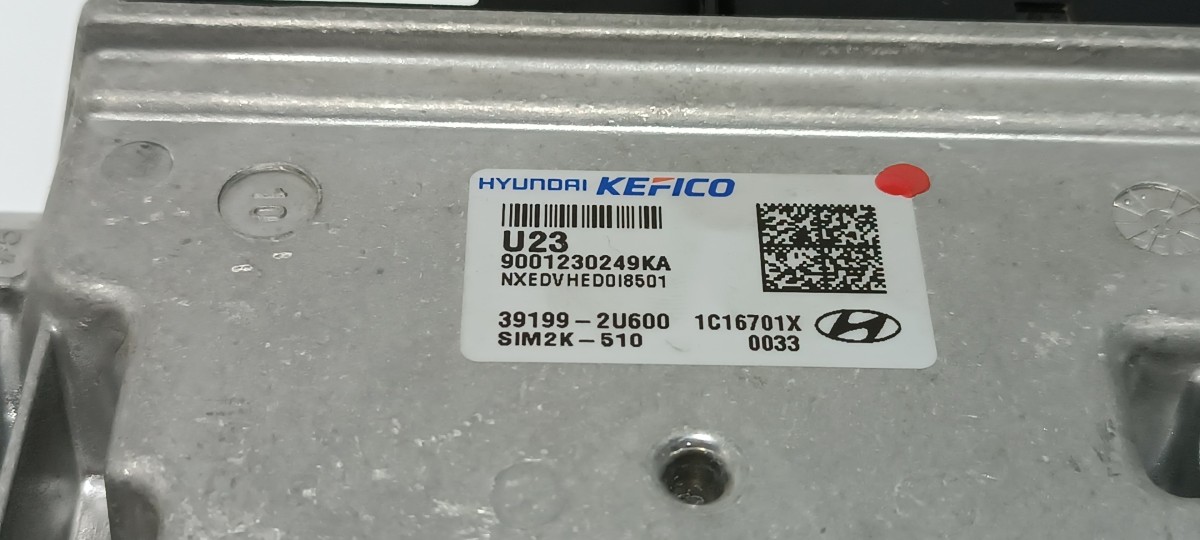 HYUNDAI KEFICO
U23
9001230249KA
NXEDVHED0I8501
39199-2U600 1C16701X
SIM2K-510 0033
10